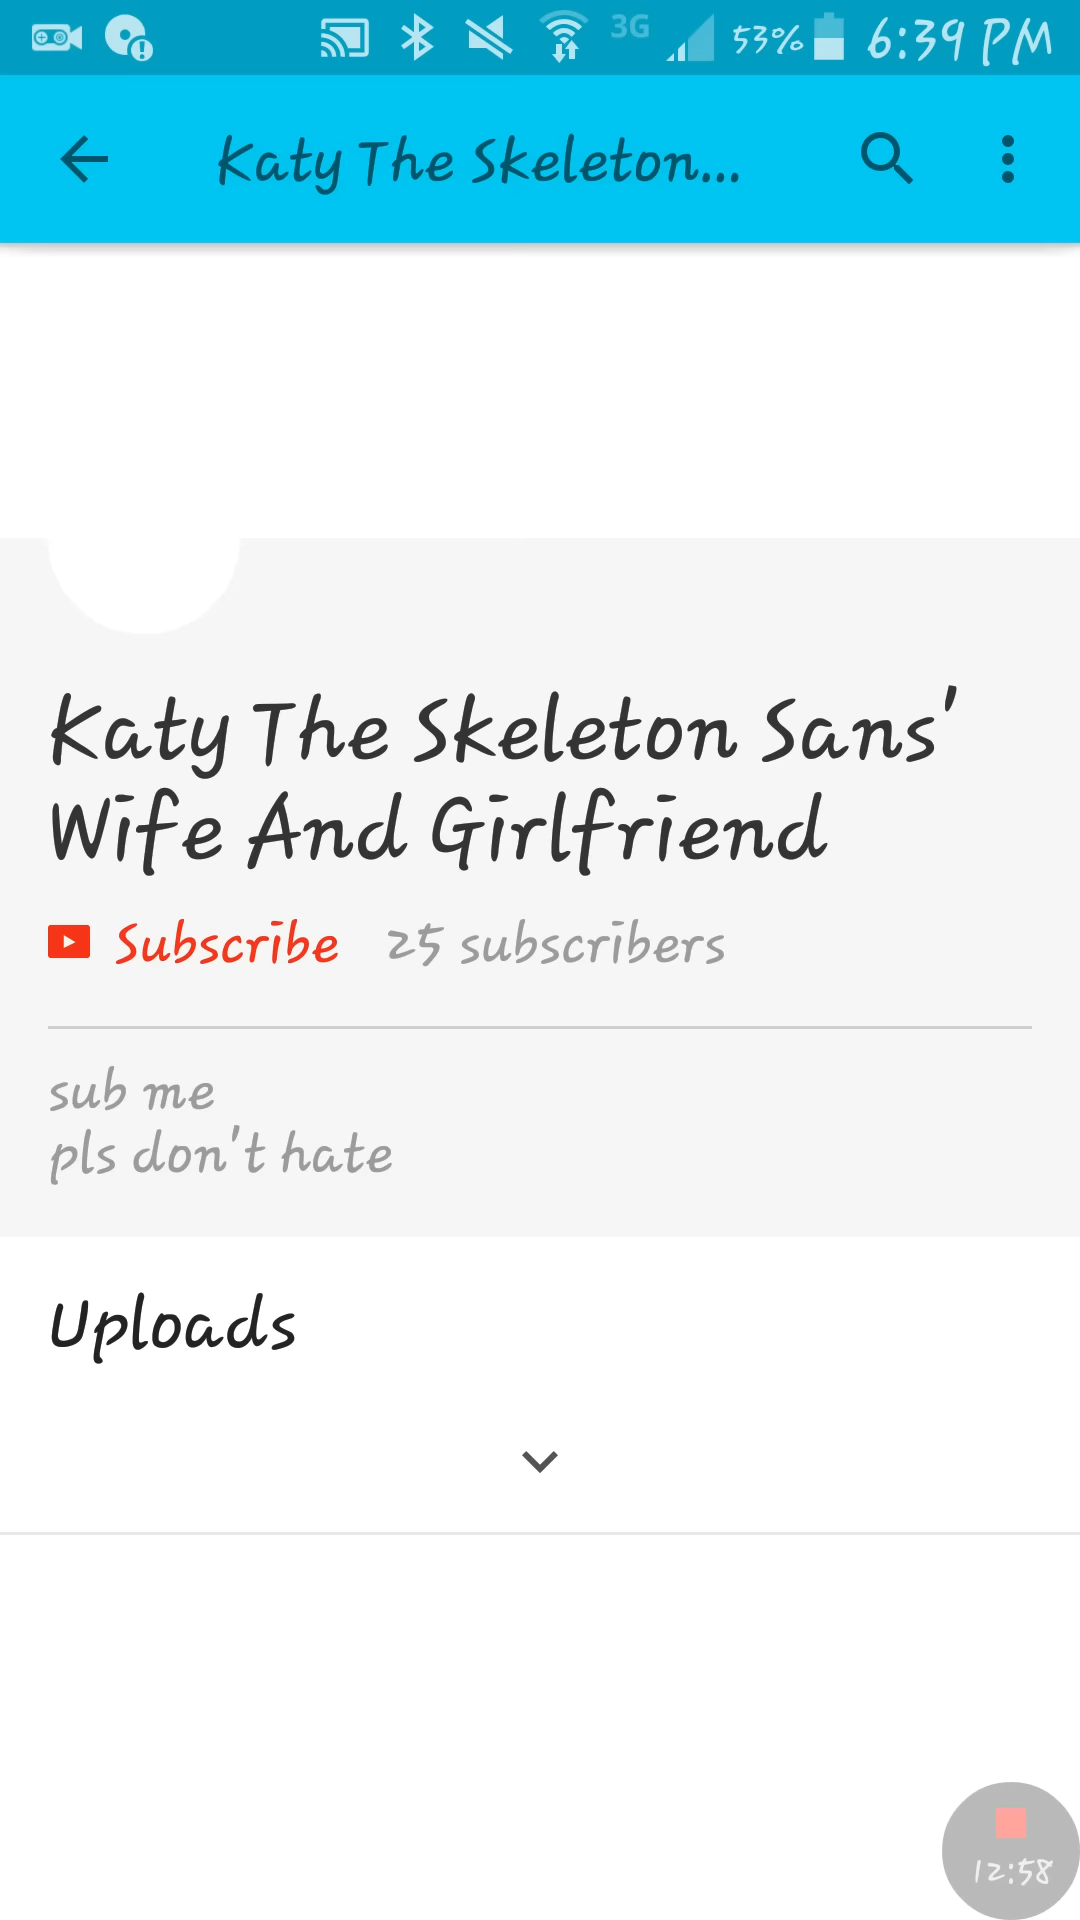 3G 53% 6:39 PM
Katy The Skeleton...
Katy The Skeleton Sans'
Wife And Girlfriend
Subscribe 25 subscribers
sub me
pls don't hate
Uploads
12:58